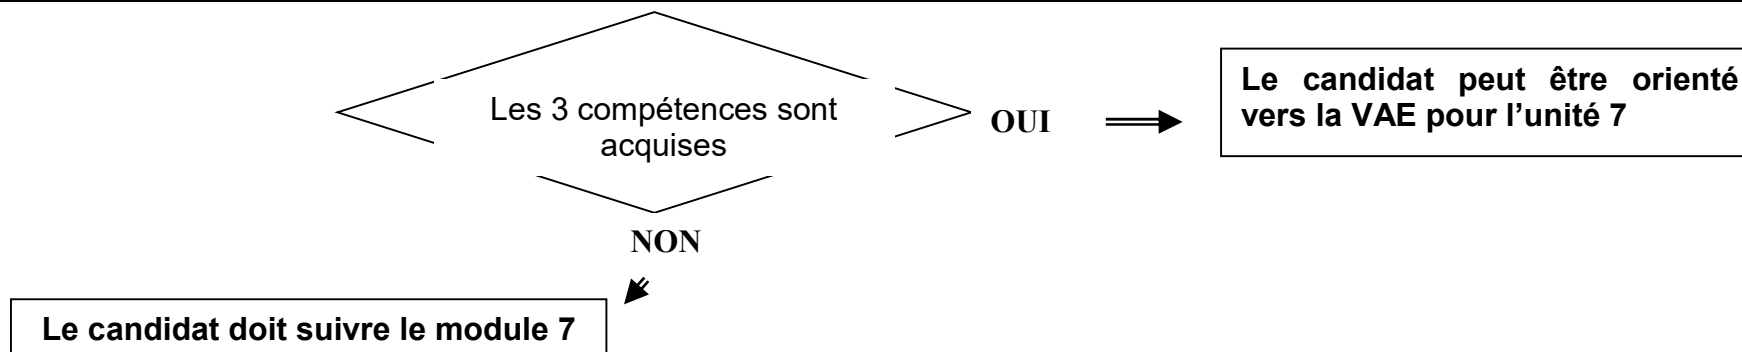 Les 3 compétences sont
acquises
OUI
Le candidat peut être orienté
vers la VAE pour l’unité 7
NON
Le candidat doit suivre le module 7